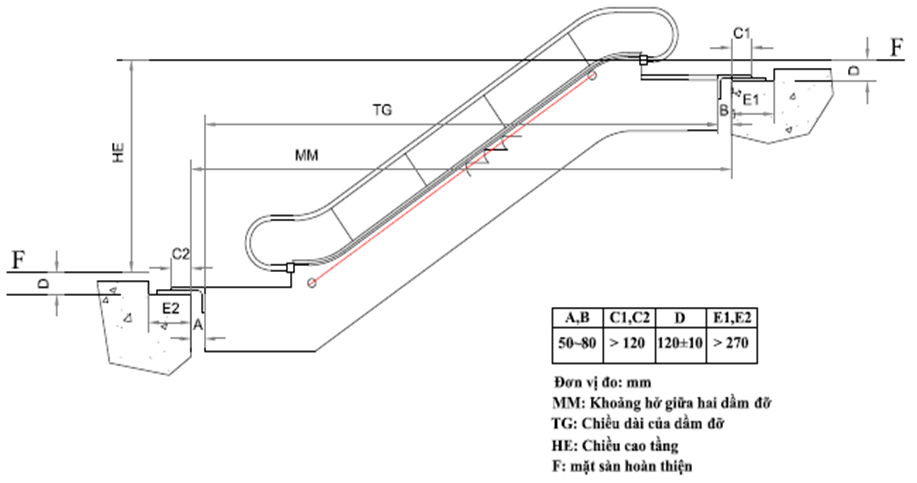 C1
F
D
E1
B
TG
MM
HE
F
C2
D
E2
A
A,B C1,C2 D E1,E2
50~80 > 120 120±10 > 270
Đơn vị đo: mm
MM: Khoảng hở giữa hai dầm đỡ
TG: Chiều dài của dầm đỡ
HE: Chiều cao tầng
F: mặt sàn hoàn thiện